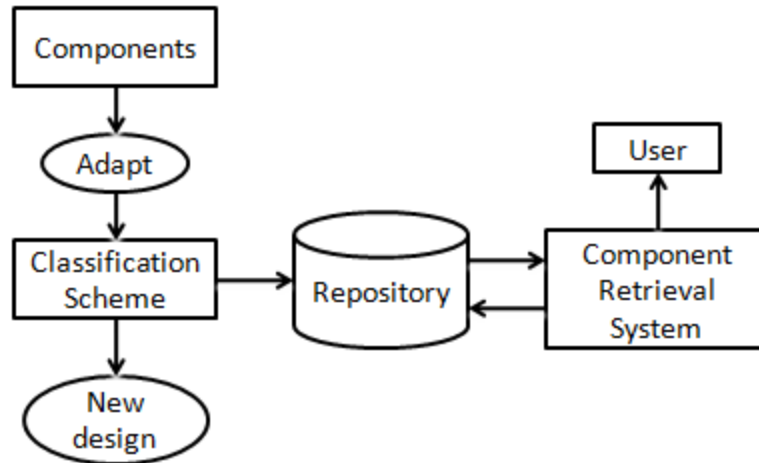 Components
Adapt
Classification
Scheme
New
design
Repository
User
Component
Retrieval
System